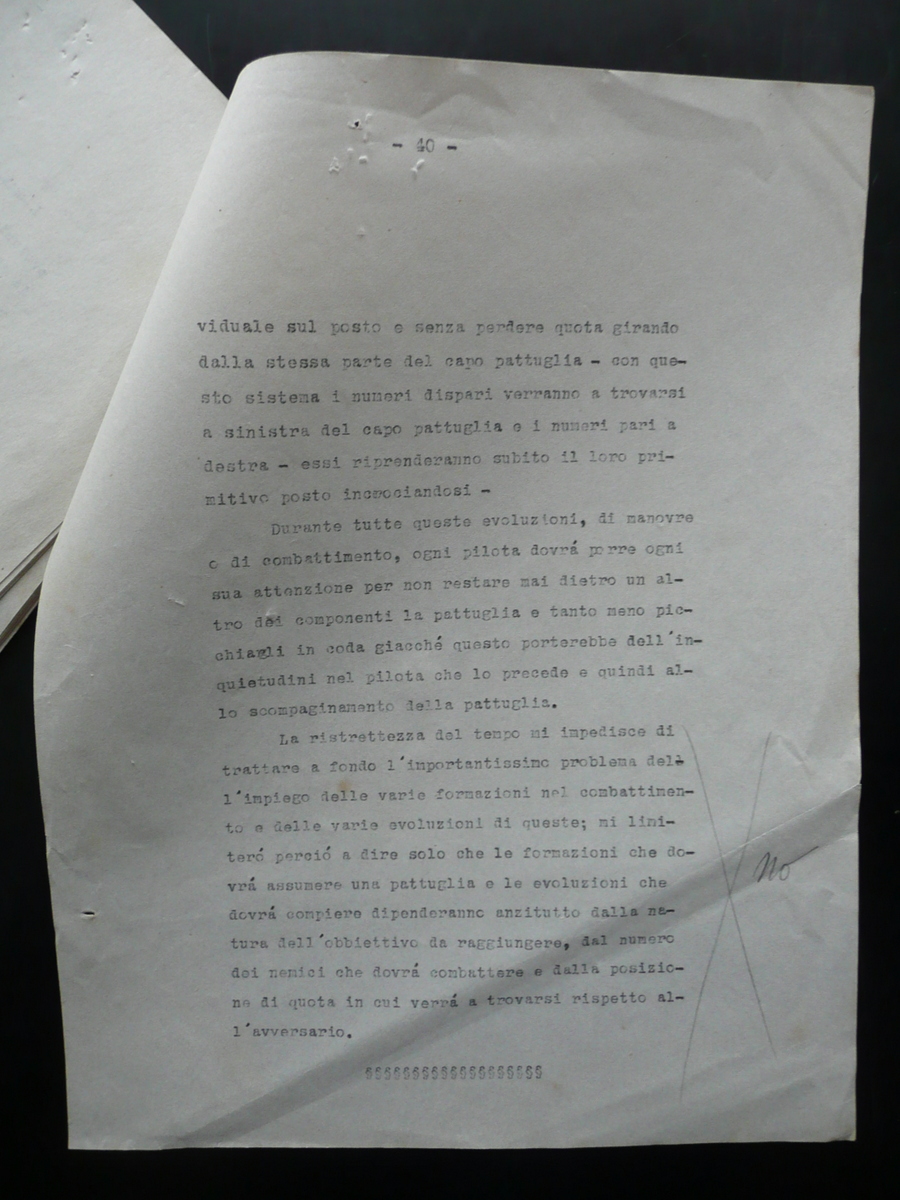 - 40 -
viduale sul posto e senza perdere quota girando
dalla stessa parte del capo pattuglia - con que-
sto sistema i numeri dispari verranno a trovarsi
a sinistra del capo pattuglia e i numeri pari a
destra - essi riprenderanno subito il loro pri-
mitivo posto incrociandosi -
Durante tutte queste evoluzioni, di manovre
o di combattimento, ogni pilota dovrá porre ogni
sua attenzione per non restare mai dietro un al-
tro dei componenti la pattuglia e tanto meno pic-
chiagli in coda giacché questo porterebbe dell'in-
quietudini nel pilota che lo precede e quindi al-
lo scompaginamento della pattuglia.
La ristrettezza del tempo mi impedisce di
trattare a fondo l'importantissimo problema del
l'impiego delle varie formazioni nel combattimen-
to e delle varie evoluzioni di queste; mi limi-
teró perció a dire solo che le formazioni che do-
vrá assumere una pattuglia e le evoluzioni che
dovrá compiere dipenderanno anzitutto dalla na-
tura dell'obbiettivo da raggiungere, dal numero
dei nemici che dovrá combattere e dalla posizio-
ne di quota in cui verrá a trovarsi rispetto al-
l'avversario.
No
§§§§§§§§§§§§§§§§§§§